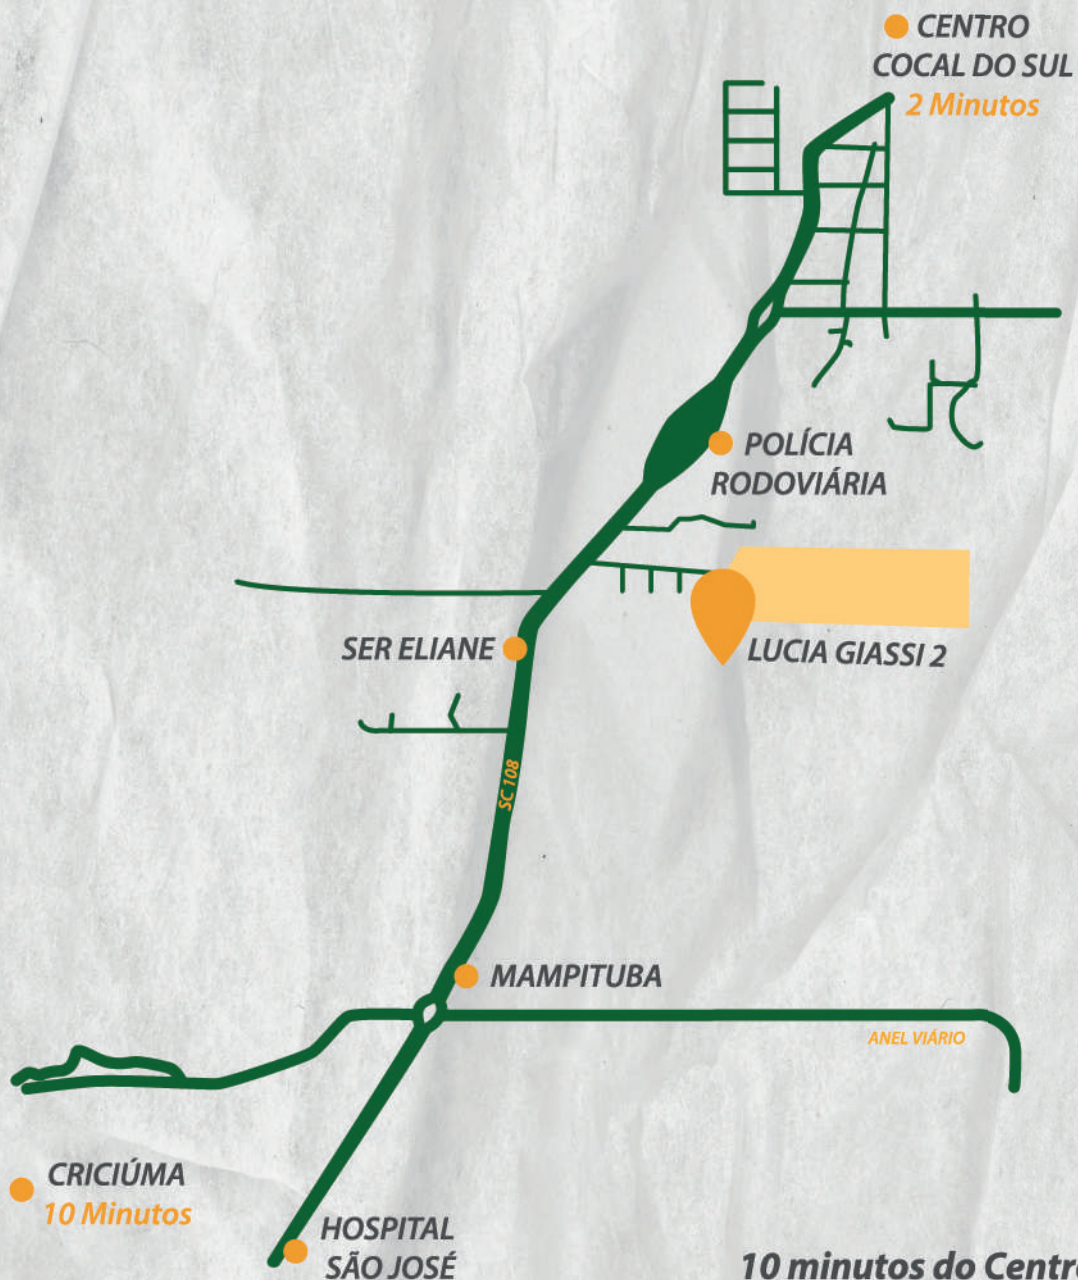 CENTRO
COCAL DO SUL
2 Minutos
POLÍCIA
RODOVIÁRIA
SER ELIANE
LUCIA GIASSI 2
SC 108
MAMPITUBA
ANEL VIÁRIO
CRICIÚMA
10 Minutos
HOSPITAL
SÃO JOSÉ
10 minutos do Centro